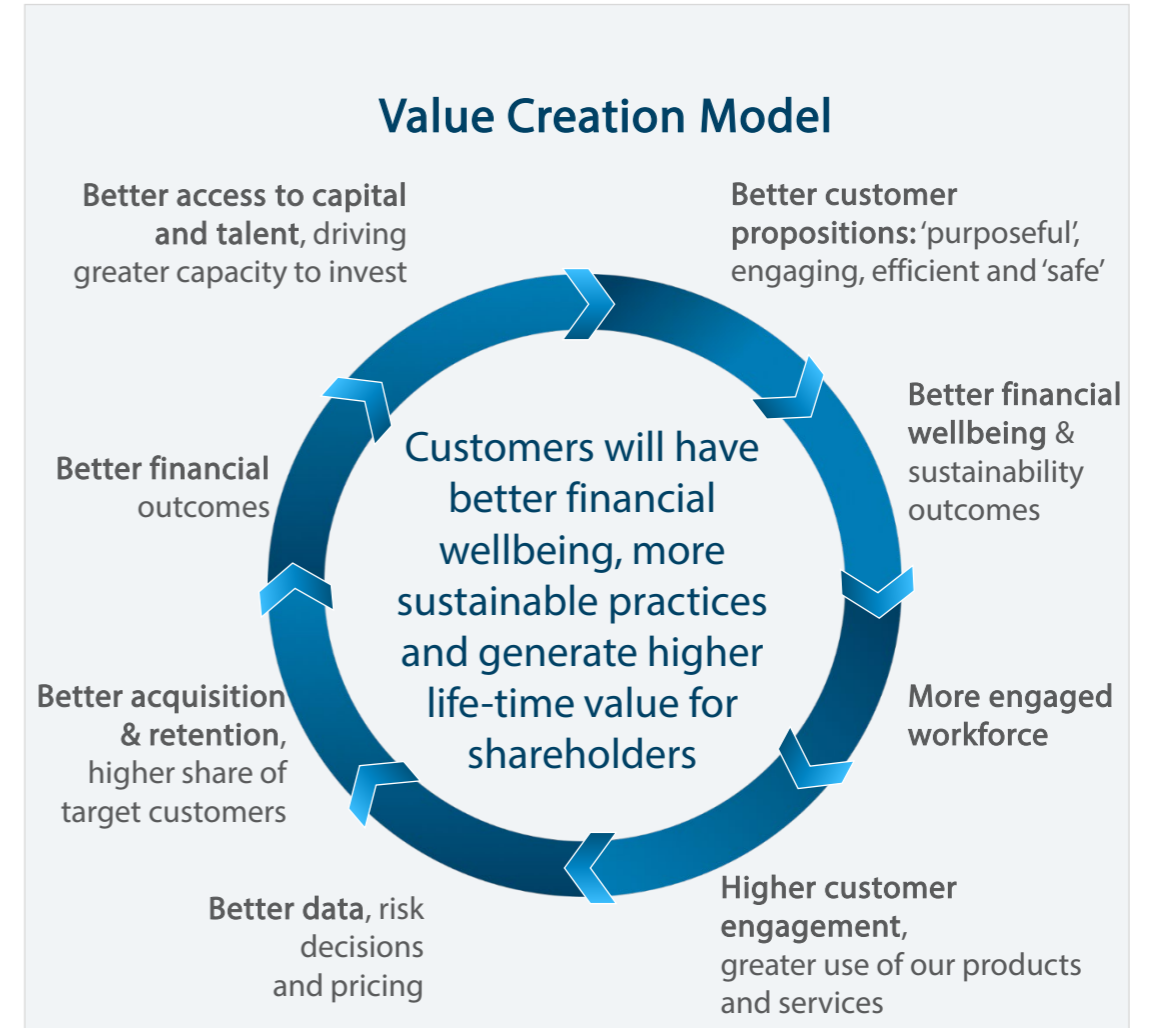 Value Creation Model
Better access to capital
and talent, driving
greater capacity to invest
Better customer
propositions: ‘purposeful’,
engaging, efficient and ‘safe’
Better financial
wellbeing &
sustainability
outcomes
More engaged
workforce
Higher customer
engagement,
greater use of our products
and services
Better data, risk
decisions
and pricing
Better acquisition
& retention,
higher share of
target customers
Better financial
outcomes
Customers will have
better financial
wellbeing, more
sustainable practices
and generate higher
life-time value for
shareholders